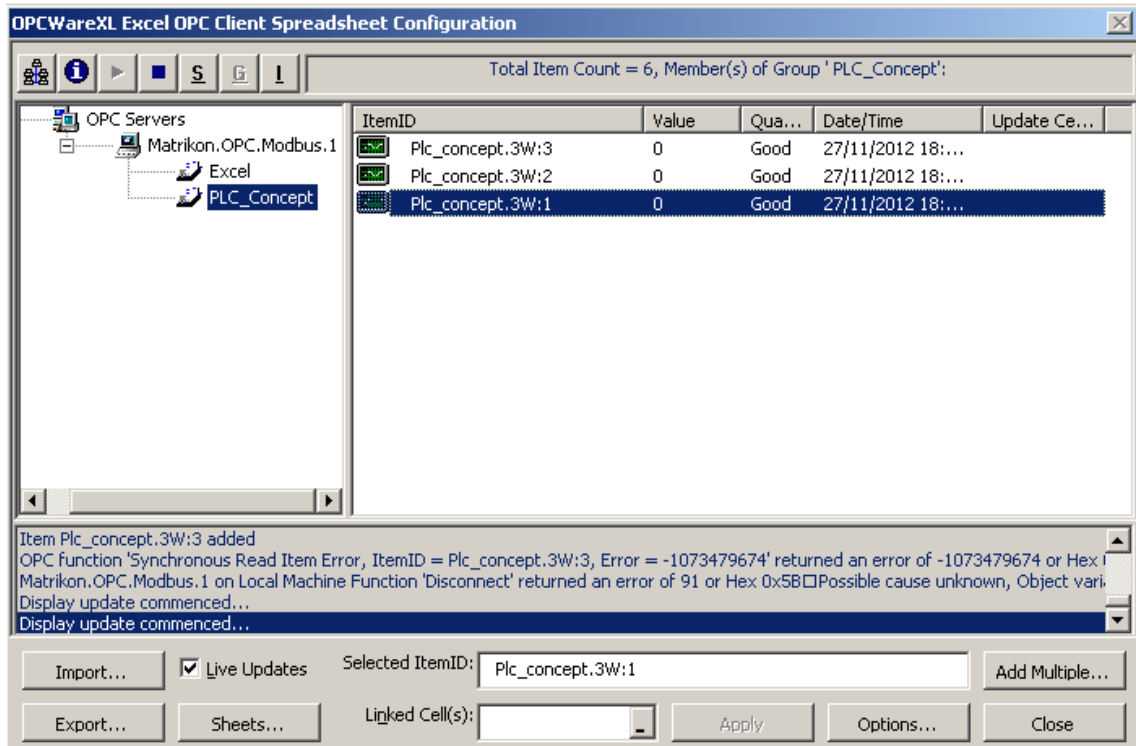 OPCWareXL Excel OPC Client Spreadsheet Configuration
S G I Total Item Count = 6, Member(s) of Group ' PLC_Concept':
OPC Servers
Matrikon.OPC.Modbus.1
Excel
PLC_Concept
ItemID Value Qua... Date/Time Update Ce...
Plc_concept.3W:3 0 Good 27/11/2012 18:...
Plc_concept.3W:2 0 Good 27/11/2012 18:...
Plc_concept.3W:1 0 Good 27/11/2012 18:...
Item Plc_concept.3W:3 added
OPC function 'Synchronous Read Item Error, ItemID = Plc_concept.3W:3, Error = -1073479674' returned an error of -1073479674 or Hex
Matrikon.OPC.Modbus.1 on Local Machine Function 'Disconnect' returned an error of 91 or Hex 0x5B□Possible cause unknown, Object vari
Display update commenced...
Display update commenced...
Import... Live Updates Selected ItemID: Plc_concept.3W:1 Add Multiple...
Export... Sheets... Linked Cell(s): _ Apply Options... Close